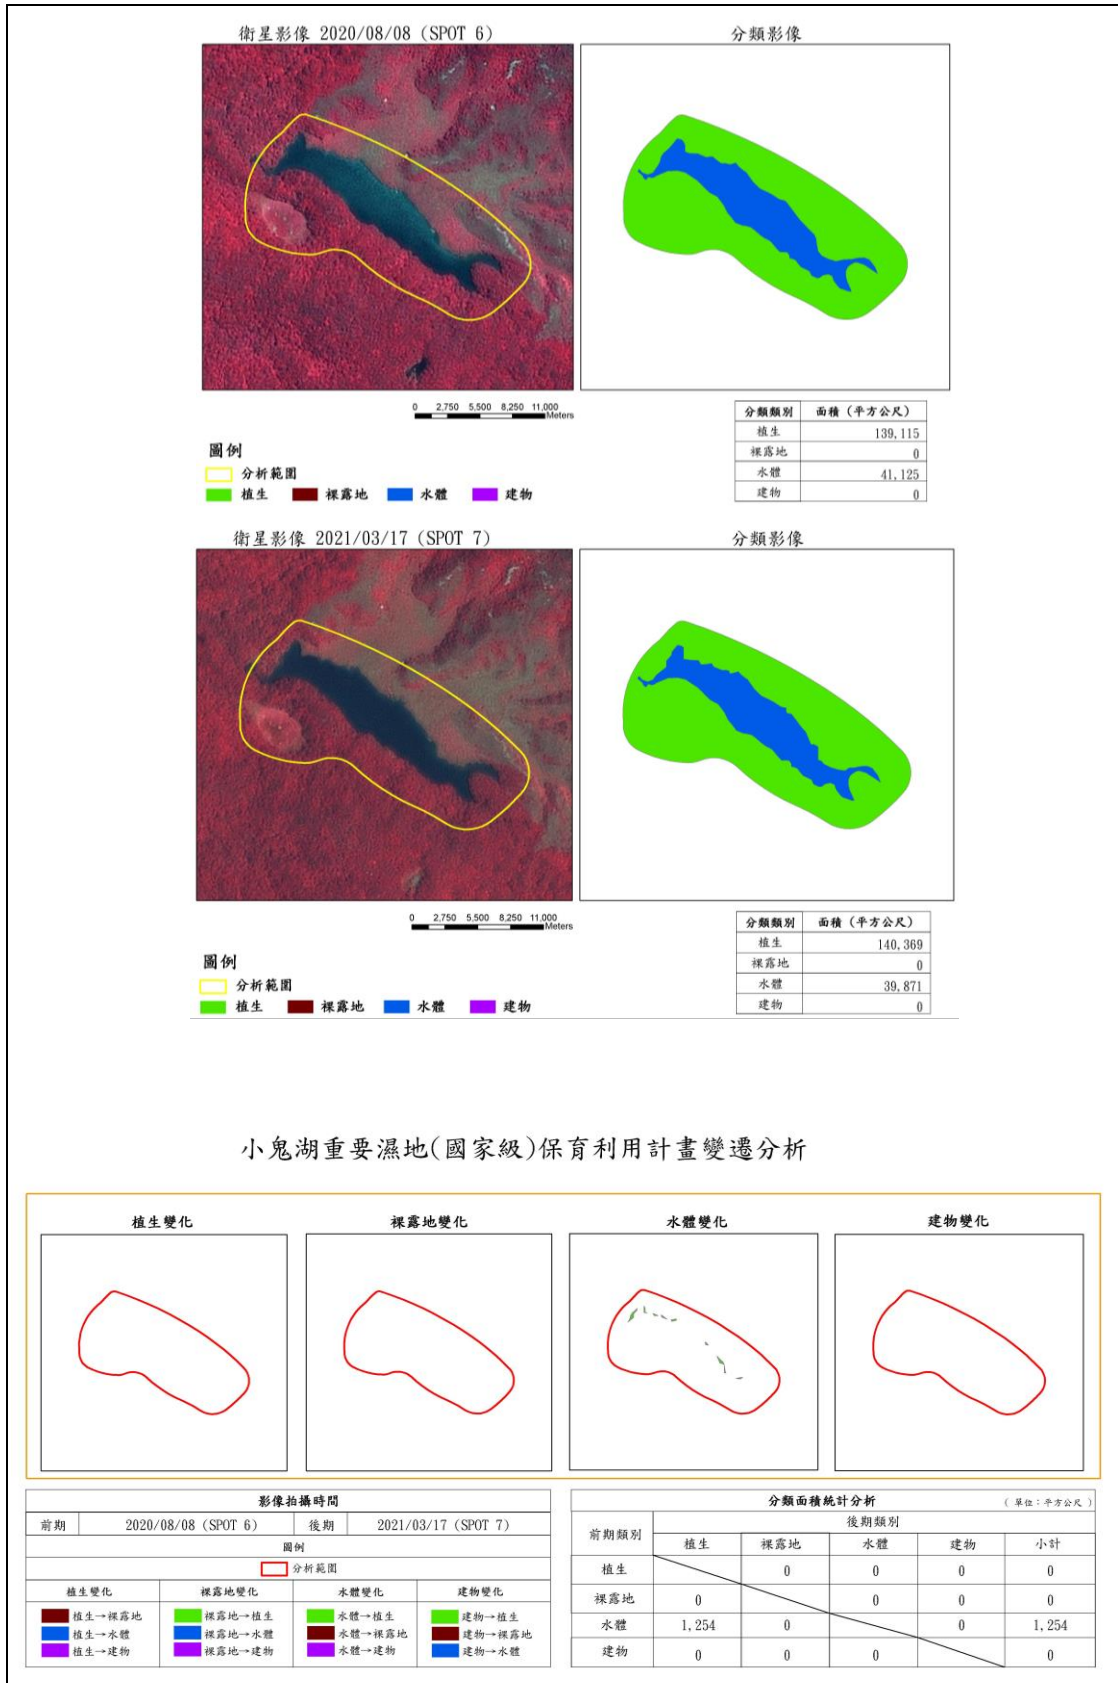 衛星影像 2020/08/08 (SPOT 6)
分類影像
0 2,750 5,500 8,250 11,000
Meters
分類類別 面積（平方公尺）
植生 139,115
裸露地 0
水體 41,125
建物 0
圖例
分析範圍
植生 裸露地 水體 建物
衛星影像 2021/03/17 (SPOT 7)
分類影像
0 2,750 5,500 8,250 11,000
Meters
分類類別 面積（平方公尺）
植生 140,369
裸露地 0
水體 39,871
建物 0
圖例
分析範圍
植生 裸露地 水體 建物
小鬼湖重要濕地(國家級)保育利用計畫變遷分析
植生變化 裸露地變化 水體變化 建物變化
影像拍攝時間
前期 2020/08/08 (SPOT 6) 後期 2021/03/17 (SPOT 7)
圖例
分析範圍
植生變化 裸露地變化 水體變化 建物變化
植生→裸露地 裸露地→植生 水體→植生 建物→植生
植生→水體 裸露地→水體 水體→裸露地 建物→裸露地
植生→建物 裸露地→建物 水體→建物 建物→水體
分類面積統計分析 （單位：平方公尺）
前期類別 後期類別
植生 裸露地 水體 建物 小計
植生 0 0 0 0
裸露地 0 0 0 0
水體 1,254 0 0 1,254
建物 0 0 0 0